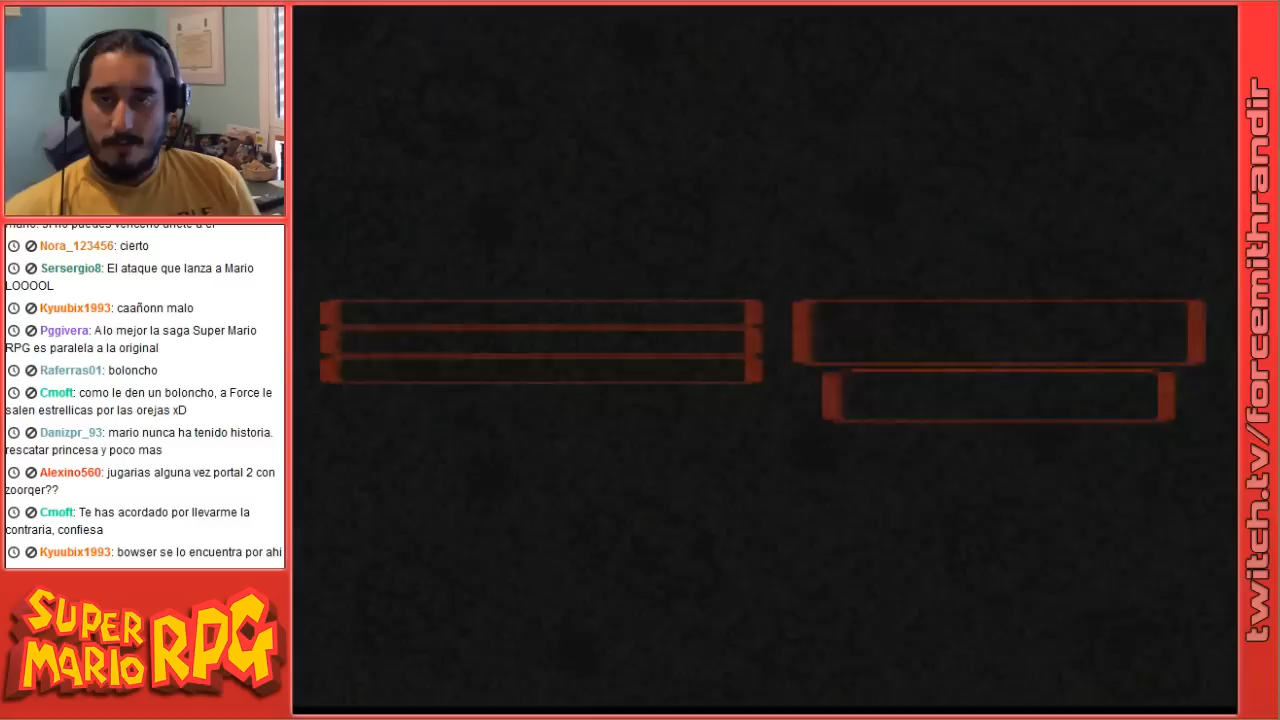 Nora_123456: cierto
Sersergio8: El ataque que lanza a Mario
LOOOOL
Kyuubix1993: caañonn malo
Pggivera: A lo mejor la saga Super Mario
RPG es paralela a la original
Raferras01: boloncho
Cmoft: como le den un boloncho, a Force le
salen estrellicas por las orejas xD
Danizpr_93: mario nunca ha tenido historia.
rescatar princesa y poco mas
Alexino560: jugarias alguna vez portal 2 con
zoorqer??
Cmoft: Te has acordado por llevarme la
contraria, confiesa
Kyuubix1993: bowser se lo encuentra por ahi
SUPER
MARIO RPG
twitch.tv/forcemithrandir